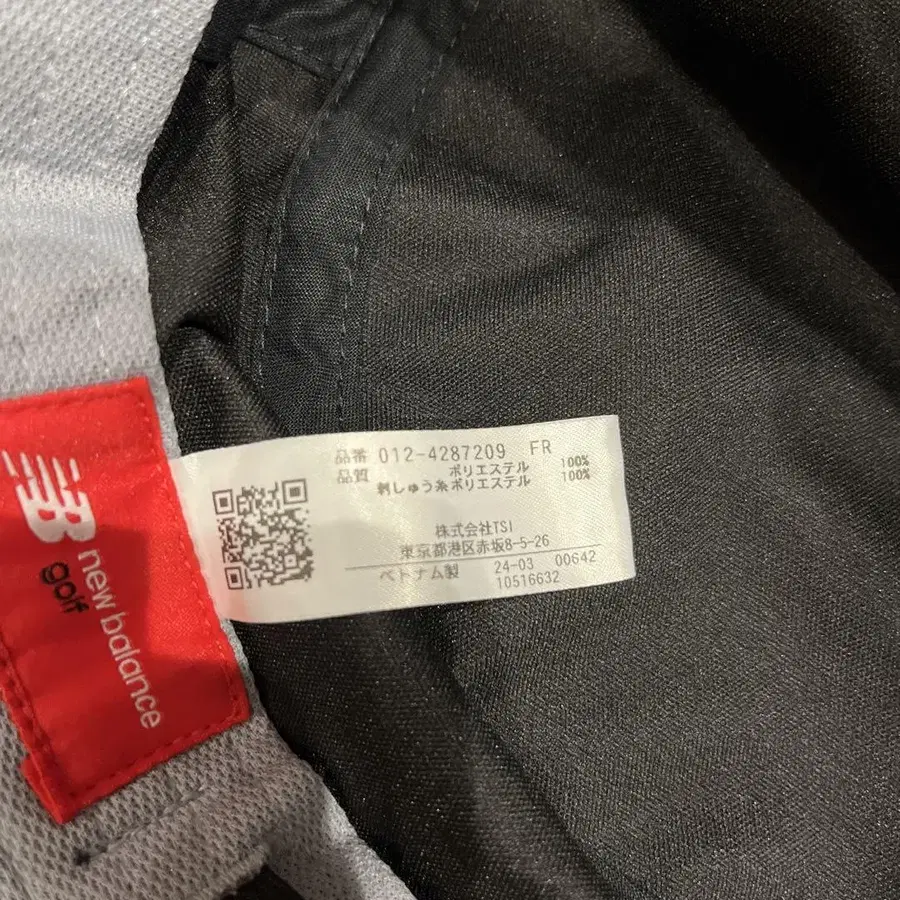 new balance
golf
品番 012-4287209 FR
品質 ポリエステル 100%
刺しゅう糸ポリエステル 100%
株式会社TSI
東京都港区赤坂8-5-26
ベトナム製 24-03 00642
10516632